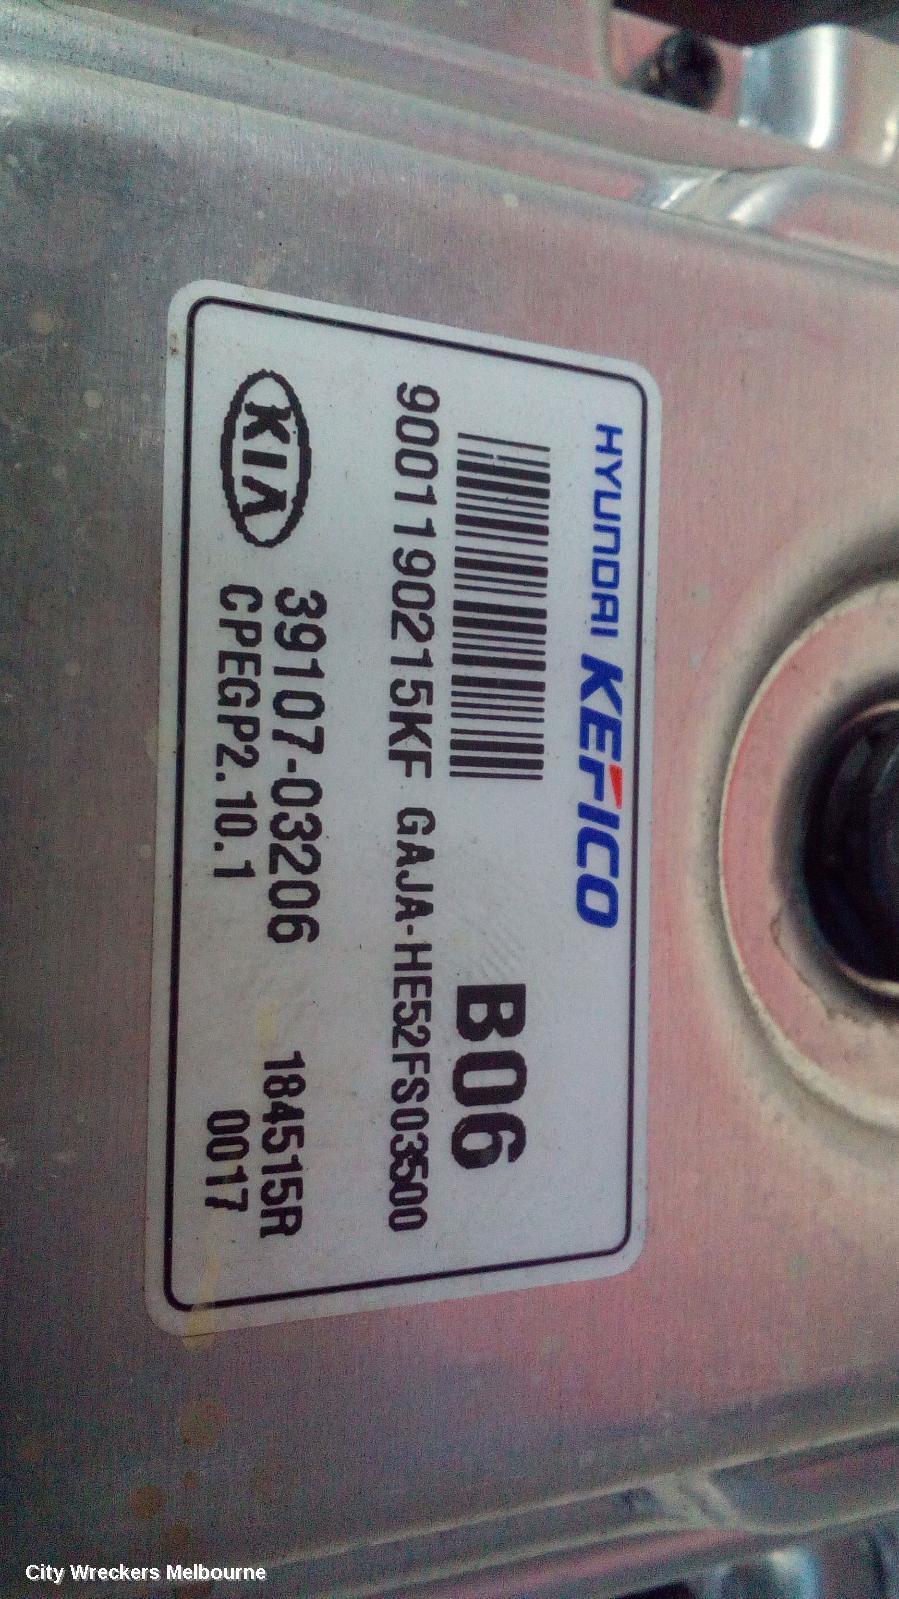 HYUNDAI KEFICO
B06
9001190215KF GAJA-HE52FS03500
KIA
39107-03206 184515R
CPEGP2.10.1 0017
City Wreckers Melbourne